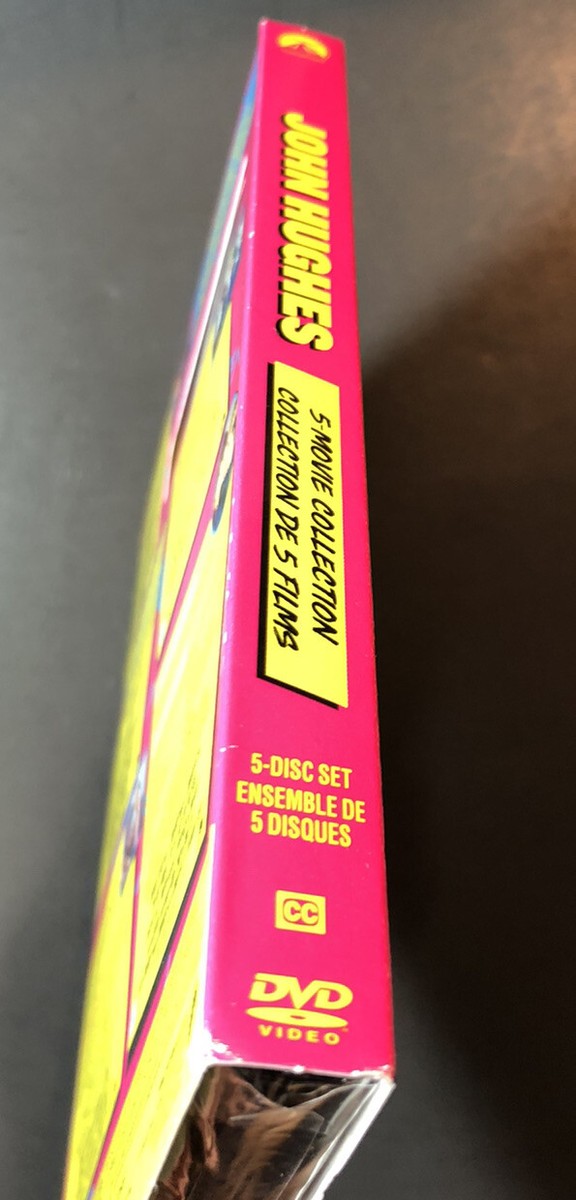 JOHN HUGHES
5-MOVIE COLLECTION
COLLECTION DE 5 FILMS
5-DISC SET
ENSEMBLE DE
5 DISQUES
CC
DVD
VIDEO